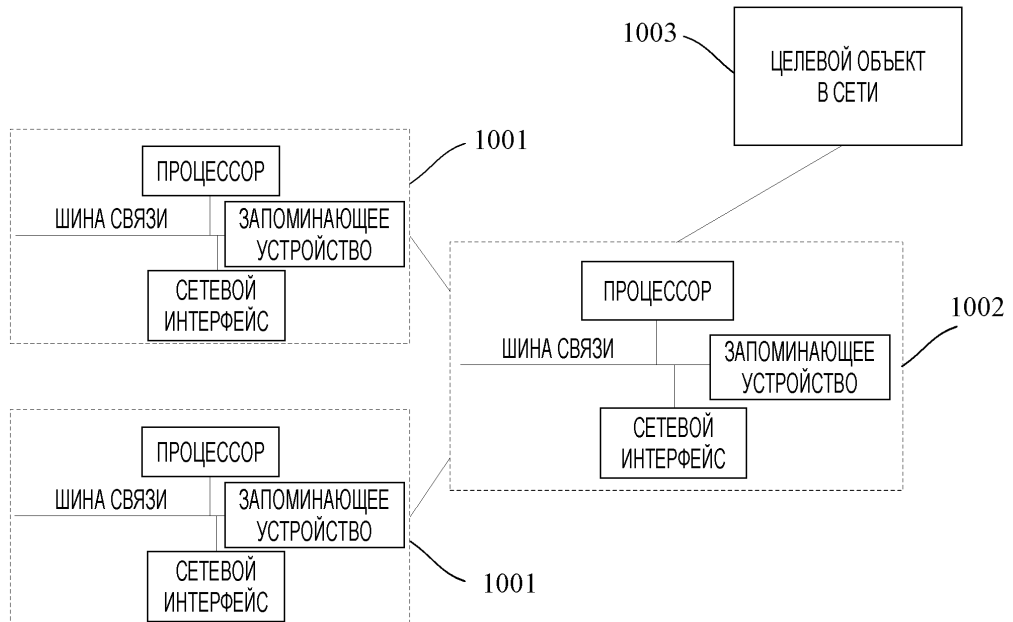 1003
ЦЕЛЕВОЙ ОБЪЕКТ
В СЕТИ
1001
ПРОЦЕССОР
ШИНА СВЯЗИ
ЗАПОМИНАЮЩЕЕ
УСТРОЙСТВО
СЕТЕВОЙ
ИНТЕРФЕЙС
1002
ПРОЦЕССОР
ШИНА СВЯЗИ
ЗАПОМИНАЮЩЕЕ
УСТРОЙСТВО
СЕТЕВОЙ
ИНТЕРФЕЙС
ПРОЦЕССОР
ШИНА СВЯЗИ
ЗАПОМИНАЮЩЕЕ
УСТРОЙСТВО
СЕТЕВОЙ
ИНТЕРФЕЙС
1001